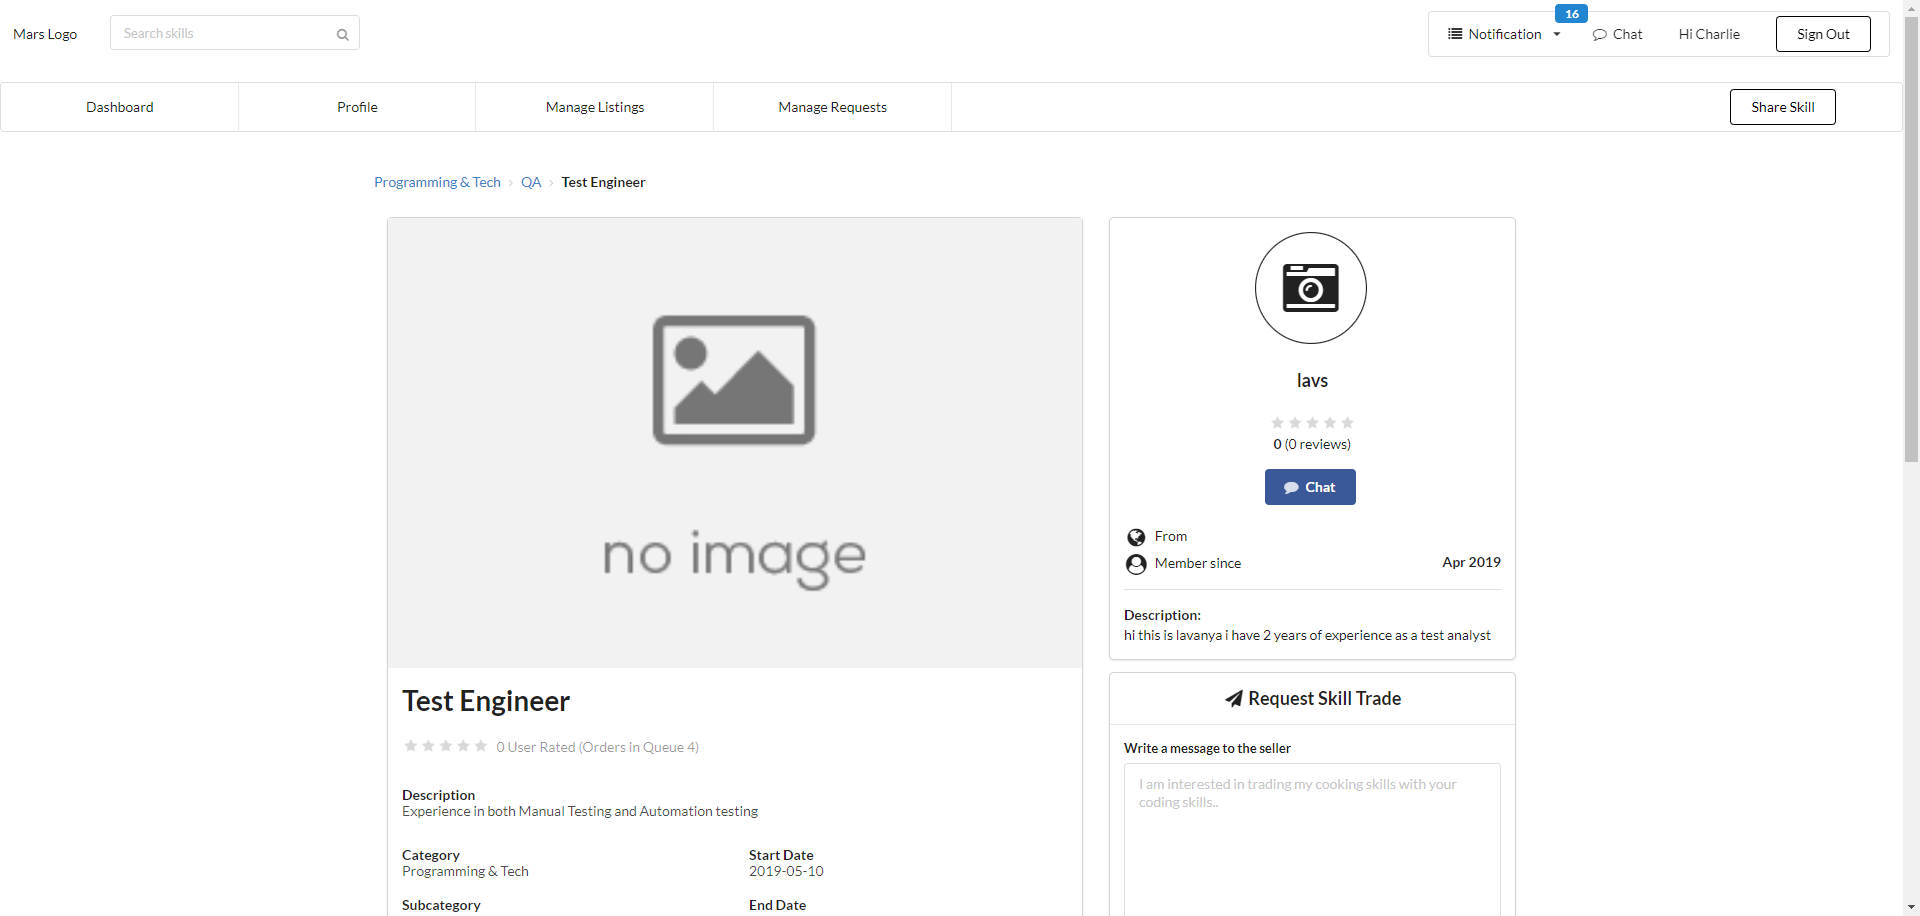 Mars Logo
Search skills
16
Notification
Chat
Hi Charlie
Sign Out
Dashboard
Profile
Manage Listings
Manage Requests
Share Skill
Programming & Tech › QA › Test Engineer
no image
Test Engineer
0 User Rated (Orders in Queue 4)
Description
Experience in both Manual Testing and Automation testing
Category
Programming & Tech
Start Date
2019-05-10
Subcategory
End Date
lavs
0 (0 reviews)
Chat
From
Member since
Apr 2019
Description:
hi this is lavanya i have 2 years of experience as a test analyst
Request Skill Trade
Write a message to the seller
I am interested in trading my cooking skills with your
coding skills..